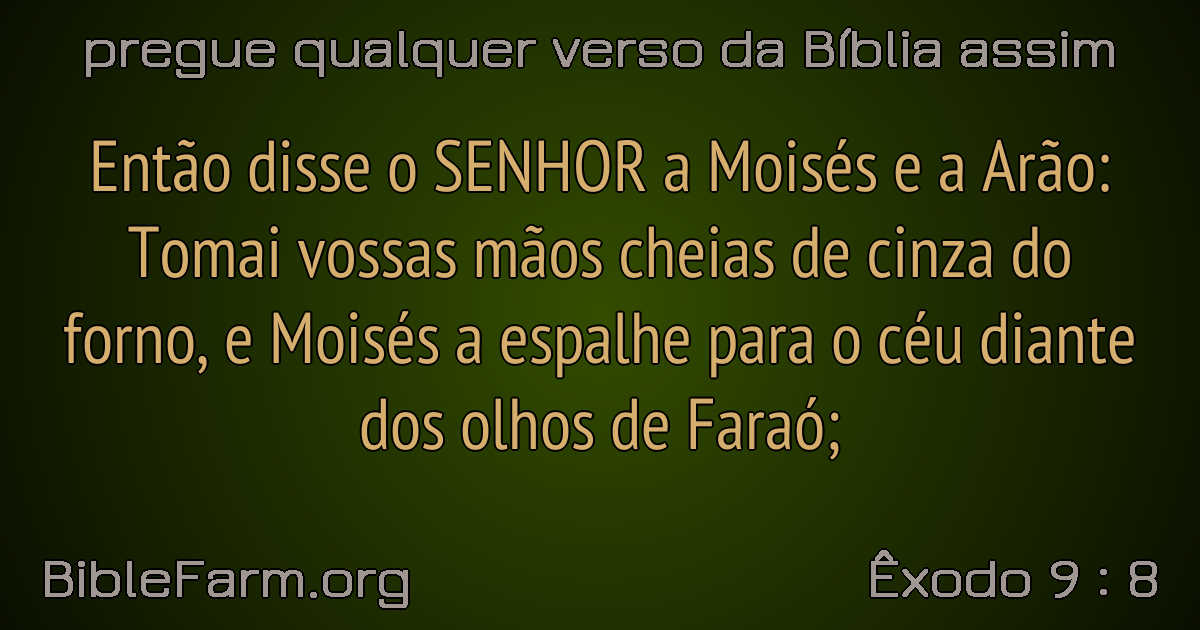 pregue qualquer verso da Bíblia assim
Então disse o SENHOR a Moisés e a Arão:
Tomai vossas mãos cheias de cinza do
forno, e Moisés a espalhe para o céu diante
dos olhos de Faraó;
BibleFarm.org
Êxodo 9 : 8